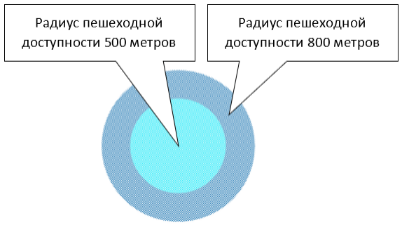 Радиус пешеходной
доступности 500 метров
Радиус пешеходной
доступности 800 метров